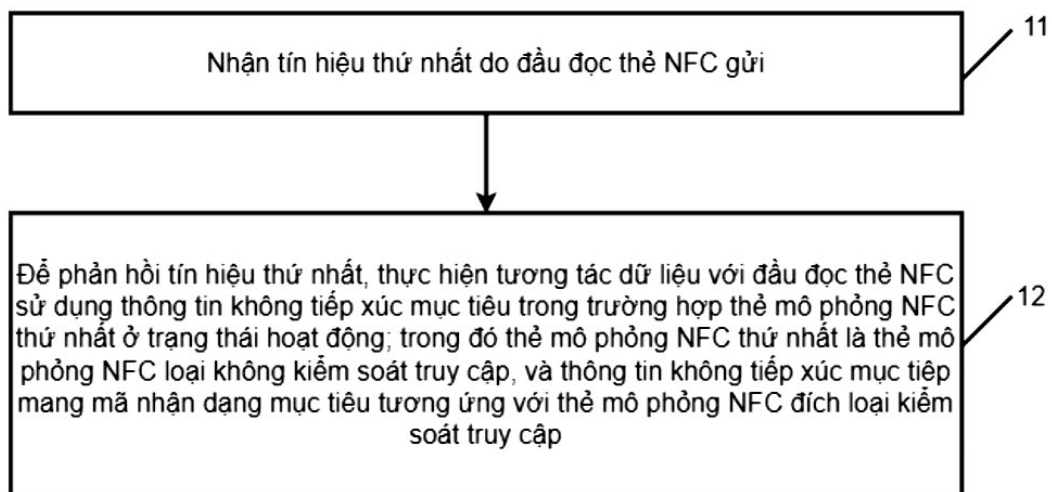 11
Nhận tín hiệu thứ nhất do đầu đọc thẻ NFC gửi
Để phản hồi tín hiệu thứ nhất, thực hiện tương tác dữ liệu với đầu đọc thẻ NFC
sử dụng thông tin không tiếp xúc mục tiêu trong trường hợp thẻ mô phỏng NFC
thứ nhất ở trạng thái hoạt động; trong đó thẻ mô phỏng NFC thứ nhất là thẻ mô
phỏng NFC loại không kiểm soát truy cập, và thông tin không tiếp xúc mục tiệp
mang mã nhận dạng mục tiêu tương ứng với thẻ mô phỏng NFC đích loại kiểm
soát truy cập
12